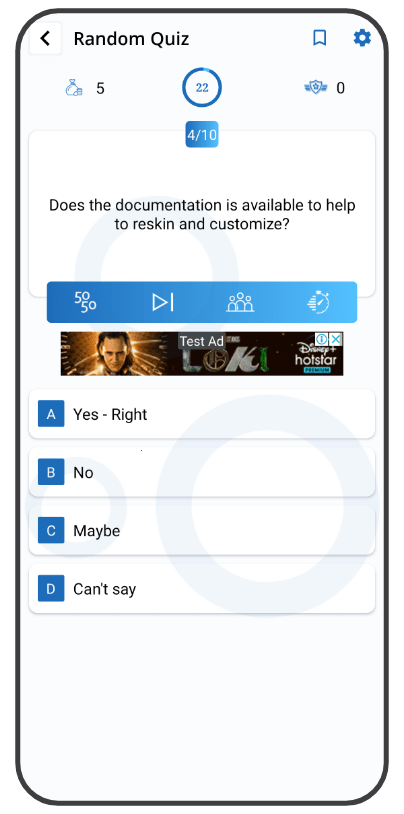 Random Quiz
5
22
0
4/10
Does the documentation is available to help
to reskin and customize?
50
50
Test Ad
LOKI
Disney+
hotstar
PREMIUM
A Yes - Right
B No
C Maybe
D Can't say